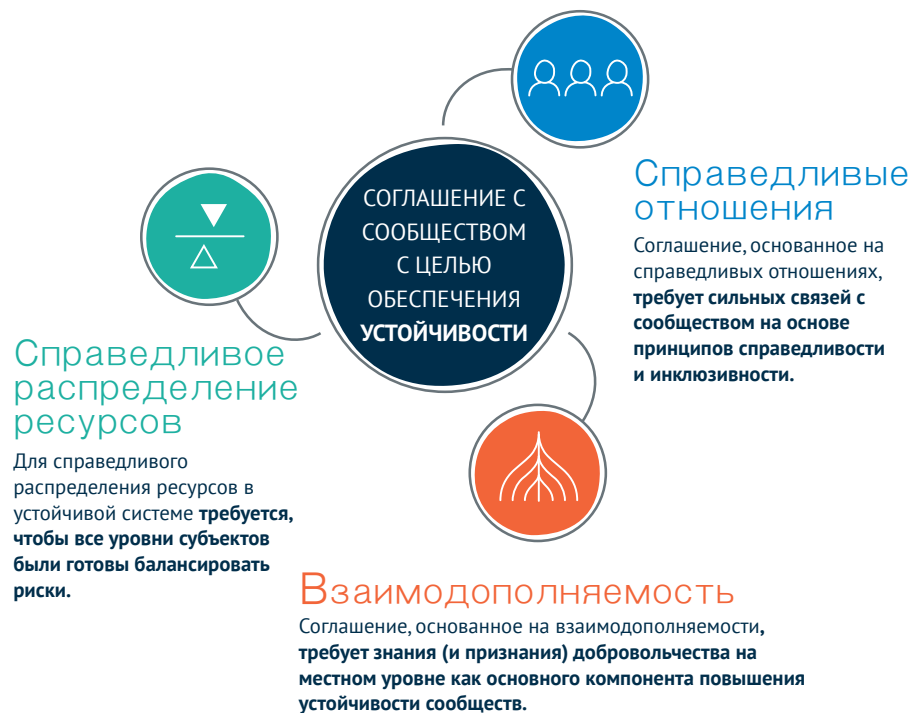 СОГЛАШЕНИЕ С
СООБЩЕСТВОМ
С ЦЕЛЬЮ
ОБЕСПЕЧЕНИЯ
УСТОЙЧИВОСТИ
Справедливые
отношения
Соглашение, основанное на
справедливых отношениях,
требует сильных связей с
сообществом на основе
принципов справедливости
и инклюзивности.
Справедливое
распределение
ресурсов
Для справедливого
распределения ресурсов в
устойчивой системе требуется,
чтобы все уровни субъектов
были готовы балансировать
риски.
Взаимодополняемость
Соглашение, основанное на взаимодополняемости,
требует знания (и признания) добровольчества на
местном уровне как основного компонента повышения
устойчивости сообществ.